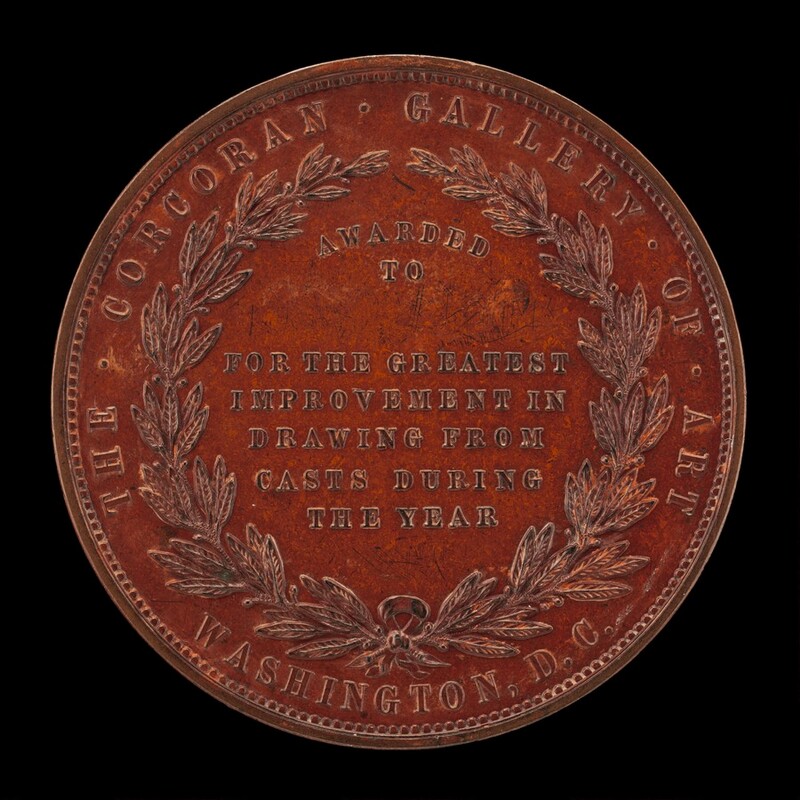 THE · CORCORAN · GALLERY · OF · ART
AWARDED
TO
FOR THE GREATEST
IMPROVEMENT IN
DRAWING FROM
CASTS DURING
THE YEAR
WASHINGTON, D.C.